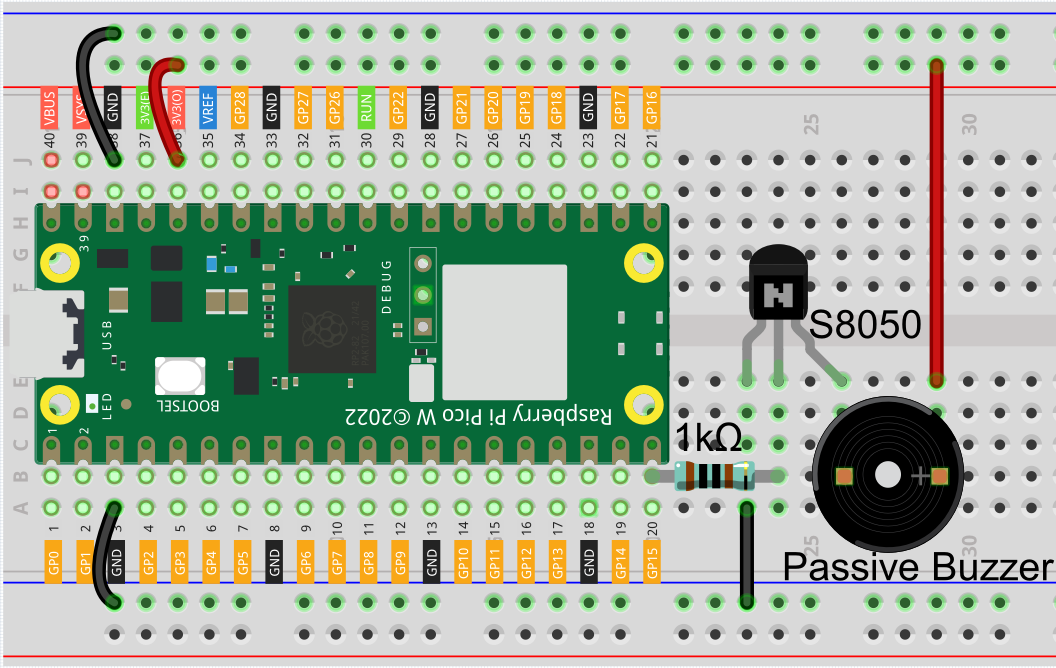 VBUS VSYS GND 3V3(E) 3V3(O) VREF GP28 GND GP27 GP26 RUN GP22 GND GP21 GP20 GP19 GP18 GND GP17 GP16
40 39 38 37 36 35 34 33 32 31 30 29 28 27 26 25 24 23 22 21
25 30
J
I
H
G
F
E
D
C
B
A
39
DEBUG
USB
BOOTSEL
LED
1 2
Raspberry Pi Pico W ©2022
S8050
1kΩ
+
1 2 3 4 5 6 7 8 9 10 11 12 13 14 15 16 17 18 19 20
GP0 GP1 GND GP2 GP3 GP4 GP5 GND GP6 GP7 GP8 GP9 GND GP10 GP11 GP12 GP13 GND GP14 GP15
25 30
Passive Buzzer